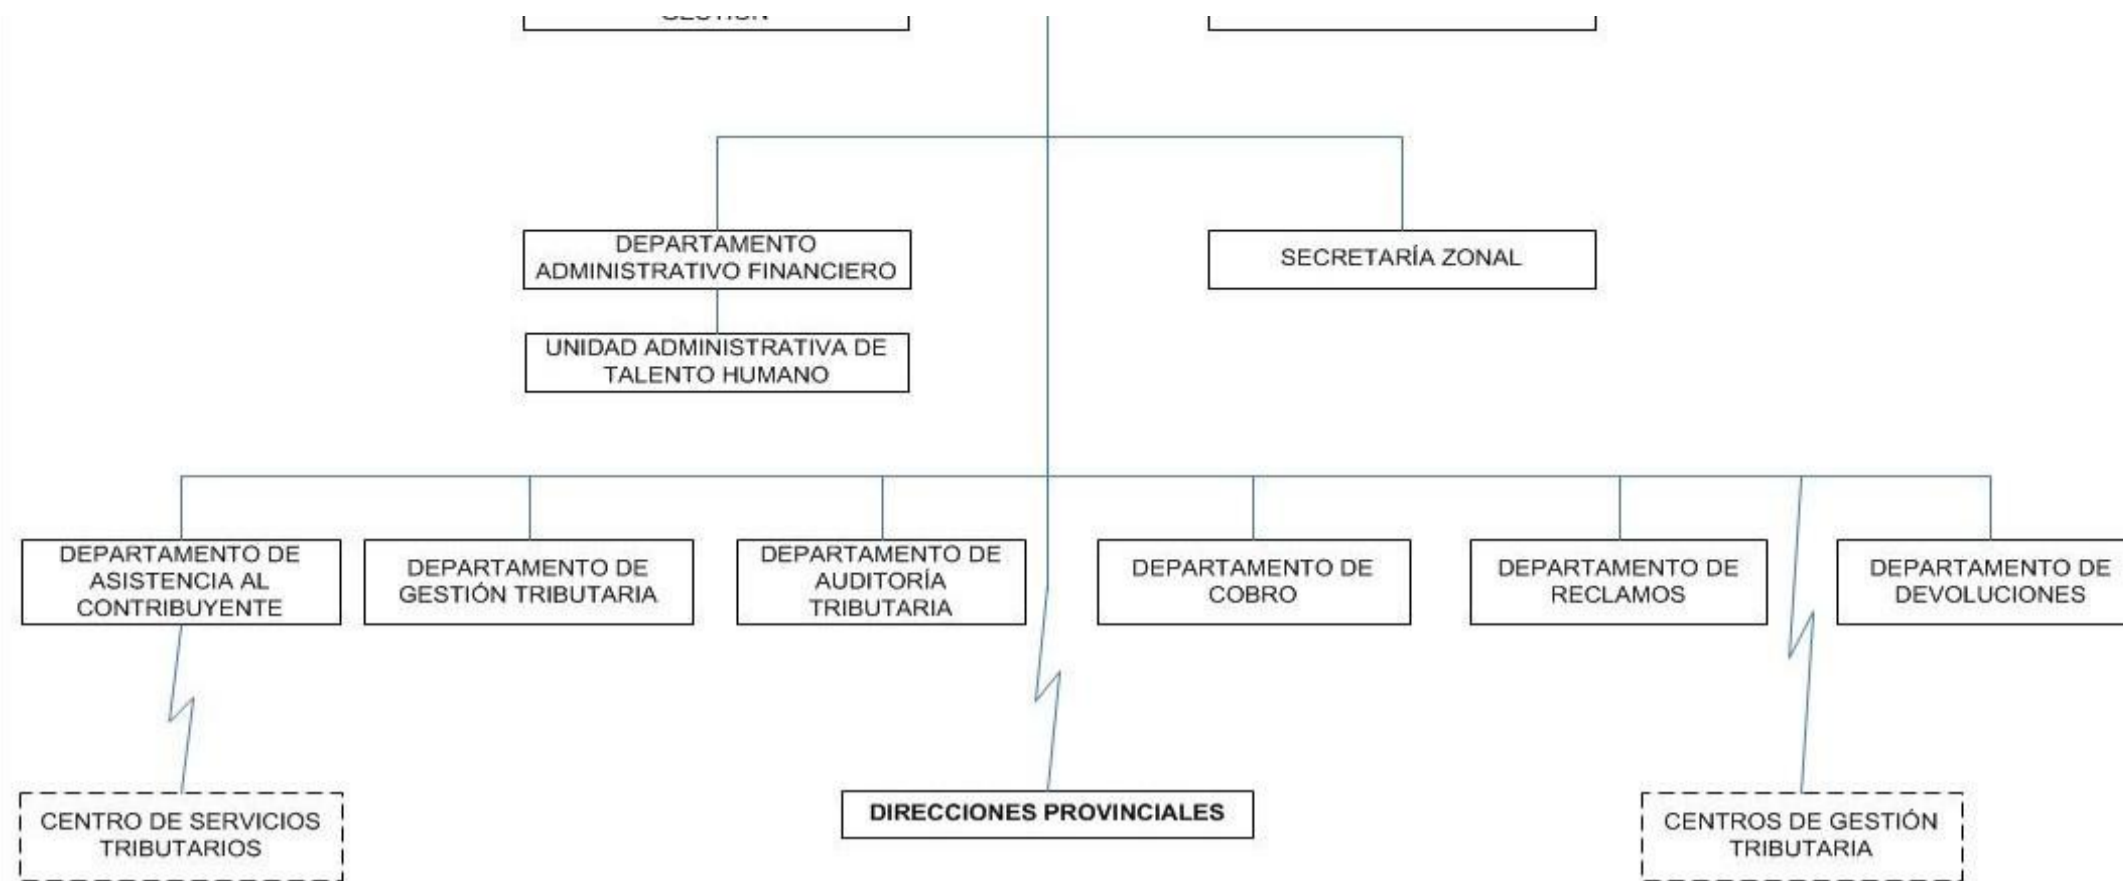 DEPARTAMENTO
ADMINISTRATIVO FINANCIERO
SECRETARÍA ZONAL
UNIDAD ADMINISTRATIVA DE
TALENTO HUMANO
DEPARTAMENTO DE
ASISTENCIA AL
CONTRIBUYENTE
DEPARTAMENTO DE
GESTIÓN TRIBUTARIA
DEPARTAMENTO DE
AUDITORÍA
TRIBUTARIA
DEPARTAMENTO DE
COBRO
DEPARTAMENTO DE
RECLAMOS
DEPARTAMENTO DE
DEVOLUCIONES
CENTRO DE SERVICIOS
TRIBUTARIOS
DIRECCIONES PROVINCIALES
CENTROS DE GESTIÓN
TRIBUTARIA